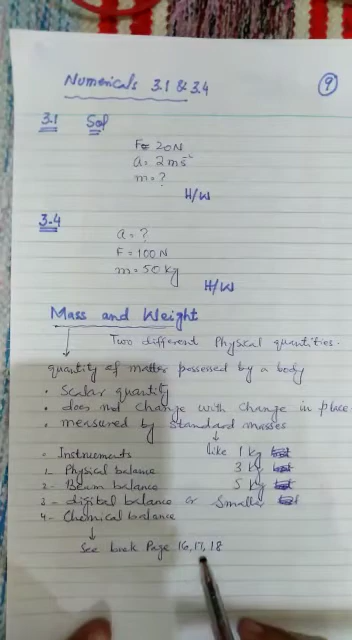 Numericals 3.1 & 3.4
9
3.1 Sol
F= 20N
a = 2ms⁻²
m = ?
H/W
3.4
a = ?
F = 100N
m = 50 kg
H/W
Mass and Weight
Two different Physical quantities.
quantity of matter possessed by a body
• Scalar quantity
• does not change with change in place
• measured by standard masses
• Instruments like 1 kg
1- Physical balance 3 kg
2- Beam balance 5 kg
3- digital balance or Smaller
4- Chemical balance
See book Page 16, 17, 18